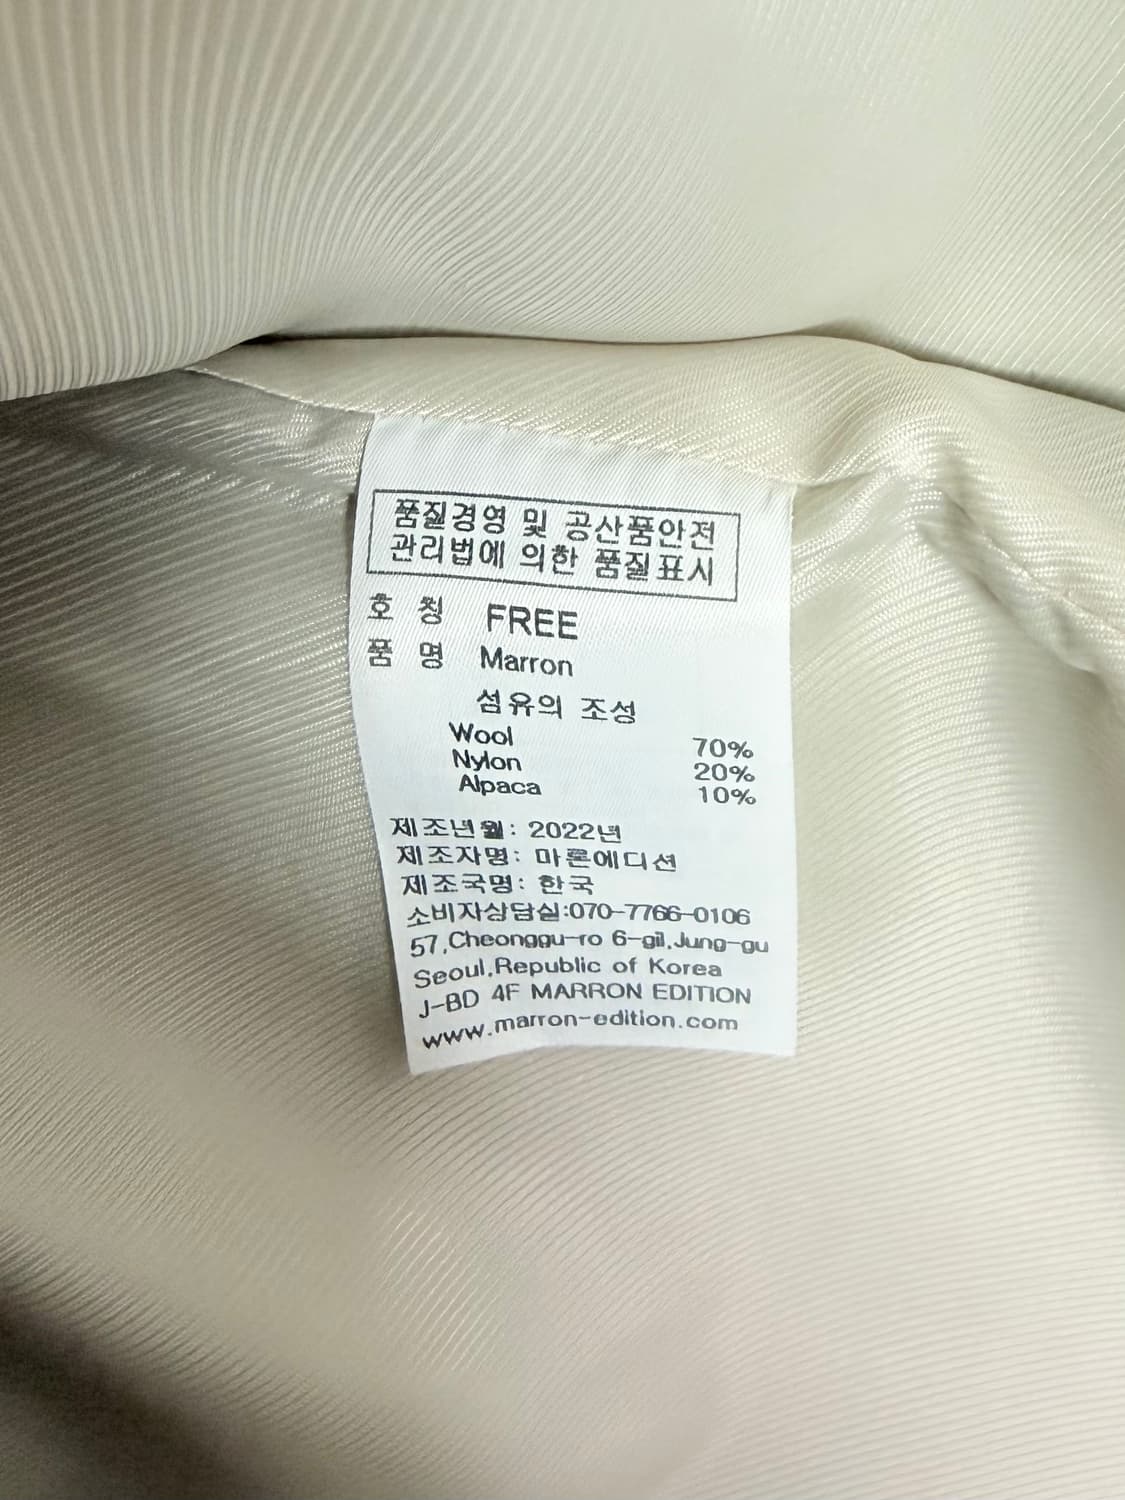 품질경영 및 공산품안전
관리법에 의한 품질표시
호 칭 FREE
품 명 Marron
섬유의 조성
Wool 70%
Nylon 20%
Alpaca 10%
제조년월: 2022년
제조자명: 마론에디션
제조국명: 한국
소비자상담실:070-7766-0106
57,Cheonggu-ro 6-gil,Jung-gu
Seoul,Republic of Korea
J-BD 4F MARRON EDITION
www.marron-edition.com